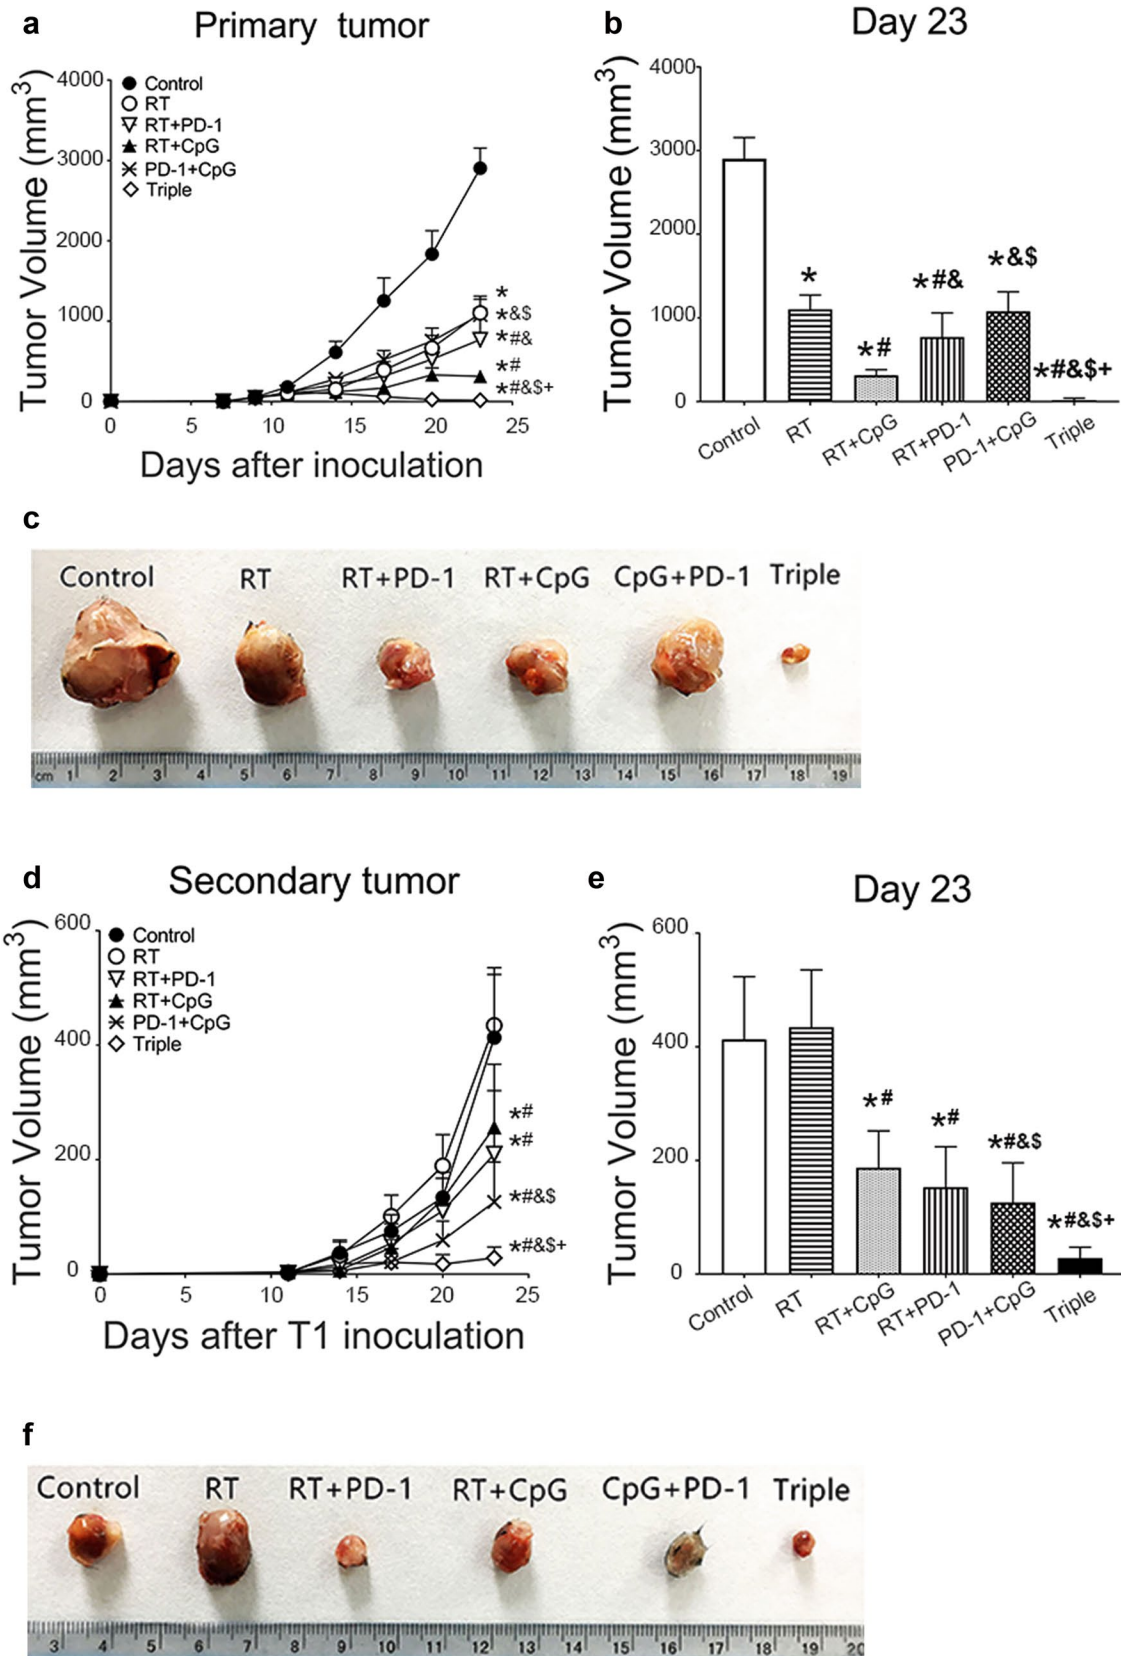 a
Primary tumor
Tumor Volume (mm³)
4000
3000
2000
1000
0
Control
RT
RT+PD-1
RT+CpG
PD-1+CpG
Triple
*
*&$
*#&
*#
*#&$+
0 5 10 15 20 25
Days after inoculation
b
Day 23
Tumor Volume (mm³)
4000
3000
2000
1000
0
*
*#
*#&
*&$
*#&$+
Control RT RT+CpG RT+PD-1 PD-1+CpG Triple
c
Control RT RT+PD-1 RT+CpG CpG+PD-1 Triple
cm 1 2 3 4 5 6 7 8 9 10 11 12 13 14 15 16 17 18 19
d
Secondary tumor
Tumor Volume (mm³)
600
400
200
0
Control
RT
RT+PD-1
RT+CpG
PD-1+CpG
Triple
*#
*#
*#&$
*#&$+
0 5 10 15 20 25
Days after T1 inoculation
e
Day 23
Tumor Volume (mm³)
600
400
200
0
*#
*#
*#&$
*#&$+
Control RT RT+CpG RT+PD-1 PD-1+CpG Triple
f
Control RT RT+PD-1 RT+CpG CpG+PD-1 Triple
3 4 5 6 7 8 9 10 11 12 13 14 15 16 17 18 19 20